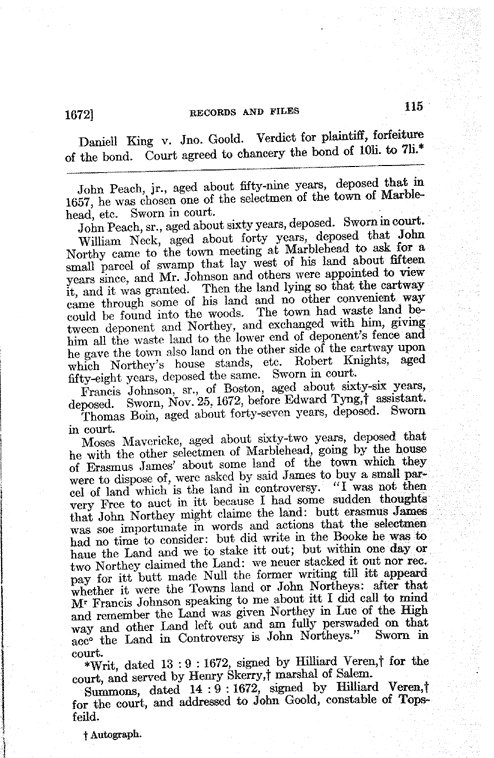 1672] RECORDS AND FILES 115
Daniell King v. Jno. Goold. Verdict for plaintiff, forfeiture
of the bond. Court agreed to chancery the bond of 10li. to 7li.*
John Peach, jr., aged about fifty-nine years, deposed that in
1657, he was chosen one of the selectmen of the town of Marble-
head, etc. Sworn in court.
John Peach, sr., aged about sixty years, deposed. Sworn in court.
William Neck, aged about forty years, deposed that John
Northy came to the town meeting at Marblehead to ask for a
small parcel of swamp that lay west of his land about fifteen
years since, and Mr. Johnson and others were appointed to view
it, and it was granted. Then the land lying so that the cartway
came through some of his land and no other convenient way
could be found into the woods. The town had waste land be-
tween deponent and Northey, and exchanged with him, giving
him all the waste land to the lower end of deponent's fence and
he gave the town also land on the other side of the cartway upon
which Northey's house stands, etc. Robert Knights, aged
fifty-eight years, deposed the same. Sworn in court.
Francis Johnson, sr., of Boston, aged about sixty-six years,
deposed. Sworn, Nov. 25, 1672, before Edward Tyng,† assistant.
Thomas Boin, aged about forty-seven years, deposed. Sworn
in court.
Moses Mavericke, aged about sixty-two years, deposed that
he with the other selectmen of Marblehead, going by the house
of Erasmus James' about some land of the town which they
were to dispose of, were asked by said James to buy a small par-
cel of land which is the land in controversy. "I was not then
very Free to auct in itt because I had some sudden thoughts
that John Northey might claime the land: butt erasmus James
was soe importunate in words and actions that the selectmen
had no time to consider: but did write in the Booke he was to
haue the Land and we to stake itt out; but within one day or
two Northey claimed the Land: we neuer stacked it out nor rec.
pay for itt butt made Null the former writing till itt appeard
whether it were the Towns land or John Northeys: after that
Mr Francis Johnson speaking to me about itt I did call to mind
and remember the Land was given Northey in Lue of the High
way and other Land left out and am fully perswaded on that
acco the Land in Controversy is John Northeys." Sworn in
court.
*Writ, dated 13 : 9 : 1672, signed by Hilliard Veren,† for the
court, and served by Henry Skerry,† marshal of Salem.
Summons, dated 14 : 9 : 1672, signed by Hilliard Veren,†
for the court, and addressed to John Goold, constable of Tops-
feild.
† Autograph.